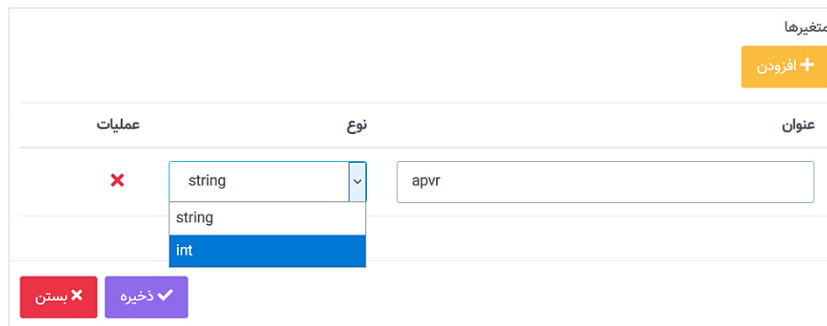 متغیرها
افزودن
عنوان نوع عملیات
apvr string
string
int
ذخیره بستن